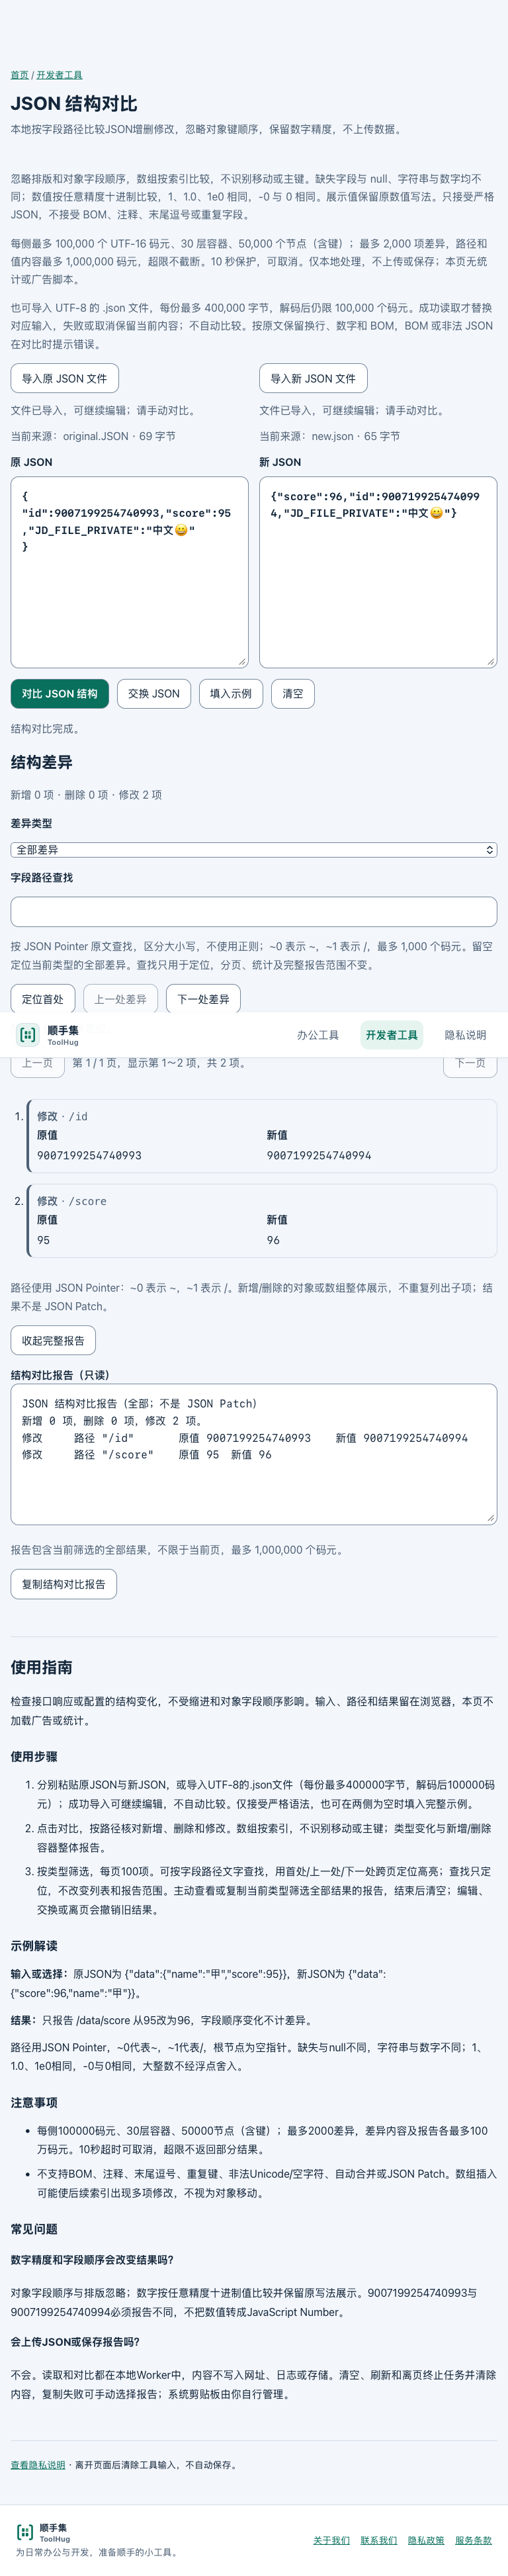 首页 / 开发者工具
JSON 结构对比
本地按字段路径比较JSON增删修改，忽略对象键顺序，保留数字精度，不上传数据。
忽略排版和对象字段顺序，数组按索引比较，不识别移动或主键。缺失字段与 null、字符串与数字均不
同；数值按任意精度十进制比较，1、1.0、1e0 相同，-0 与 0 相同。展示值保留原数值写法。只接受严格
JSON，不接受 BOM、注释、末尾逗号或重复字段。
每侧最多 100,000 个 UTF-16 码元、30 层容器、50,000 个节点（含键）；最多 2,000 项差异，路径和
值内容最多 1,000,000 码元，超限不截断。10 秒保护，可取消。仅本地处理，不上传或保存；本页无统
计或广告脚本。
也可导入 UTF-8 的 .json 文件，每份最多 400,000 字节，解码后仍限 100,000 个码元。成功读取才替换
对应输入，失败或取消保留当前内容；不自动比较。按原文保留换行、数字和 BOM，BOM 或非法 JSON
在对比时提示错误。
导入原 JSON 文件
导入新 JSON 文件
文件已导入，可继续编辑；请手动对比。
文件已导入，可继续编辑；请手动对比。
当前来源：original.JSON · 69 字节
当前来源：new.json · 65 字节
原 JSON
新 JSON
{
"id":9007199254740993,"score":95
,"JD_FILE_PRIVATE":"中文😀"
}
{"score":96,"id":900719925474099
4,"JD_FILE_PRIVATE":"中文😀"}
对比 JSON 结构
交换 JSON
填入示例
清空
结构对比完成。
结构差异
新增 0 项 · 删除 0 项 · 修改 2 项
差异类型
全部差异
字段路径查找
按 JSON Pointer 原文查找，区分大小写，不使用正则；~0 表示 ~，~1 表示 /，最多 1,000 个码元。留空
定位当前类型的全部差异。查找只用于定位，分页、统计及完整报告范围不变。
定位首处
上一处差异
下一处差异
顺手集
ToolHug
办公工具
开发者工具
隐私说明
上一页
第 1 / 1 页，显示第 1～2 项，共 2 项。
下一页
1. 修改 · /id
原值
新值
9007199254740993
9007199254740994
2. 修改 · /score
原值
新值
95
96
路径使用 JSON Pointer：~0 表示 ~，~1 表示 /。新增/删除的对象或数组整体展示，不重复列出子项；结
果不是 JSON Patch。
收起完整报告
结构对比报告（只读）
JSON 结构对比报告（全部；不是 JSON Patch）
新增 0 项，删除 0 项，修改 2 项。
修改 路径 "/id" 原值 9007199254740993 新值 9007199254740994
修改 路径 "/score" 原值 95 新值 96
报告包含当前筛选的全部结果，不限于当前页，最多 1,000,000 个码元。
复制结构对比报告
使用指南
检查接口响应或配置的结构变化，不受缩进和对象字段顺序影响。输入、路径和结果留在浏览器，本页不
加载广告或统计。
使用步骤
1. 分别粘贴原JSON与新JSON，或导入UTF-8的.json文件（每份最多400000字节，解码后100000码
元）；成功导入可继续编辑，不自动比较。仅接受严格语法，也可在两侧为空时填入完整示例。
2. 点击对比，按路径核对新增、删除和修改。数组按索引，不识别移动或主键；类型变化与新增/删除
容器整体报告。
3. 按类型筛选，每页100项。可按字段路径文字查找，用首处/上一处/下一处跨页定位高亮；查找只定
位，不改变列表和报告范围。主动查看或复制当前类型筛选全部结果的报告，结束后清空；编辑、
交换或离页会撤销旧结果。
示例解读
输入或选择：原JSON为 {"data":{"name":"甲","score":95}}，新JSON为 {"data":
{"score":96,"name":"甲"}}。
结果：只报告 /data/score 从95改为96，字段顺序变化不计差异。
路径用JSON Pointer，~0代表~，~1代表/，根节点为空指针。缺失与null不同，字符串与数字不同；1、
1.0、1e0相同，-0与0相同，大整数不经浮点舍入。
注意事项
• 每侧100000码元、30层容器、50000节点（含键）；最多2000差异，差异内容及报告各最多100
万码元。10秒超时可取消，超限不返回部分结果。
• 不支持BOM、注释、末尾逗号、重复键、非法Unicode/空字符、自动合并或JSON Patch。数组插入
可能使后续索引出现多项修改，不视为对象移动。
常见问题
数字精度和字段顺序会改变结果吗？
对象字段顺序与排版忽略；数字按任意精度十进制值比较并保留原写法展示。9007199254740993与
9007199254740994必须报告不同，不把数值转成JavaScript Number。
会上传JSON或保存报告吗？
不会。读取和对比都在本地Worker中，内容不写入网址、日志或存储。清空、刷新和离页终止任务并清除
内容，复制失败可手动选择报告；系统剪贴板由你自行管理。
查看隐私说明 · 离开页面后清除工具输入，不自动保存。
顺手集
ToolHug
为日常办公与开发，准备顺手的小工具。
关于我们
联系我们
隐私政策
服务条款